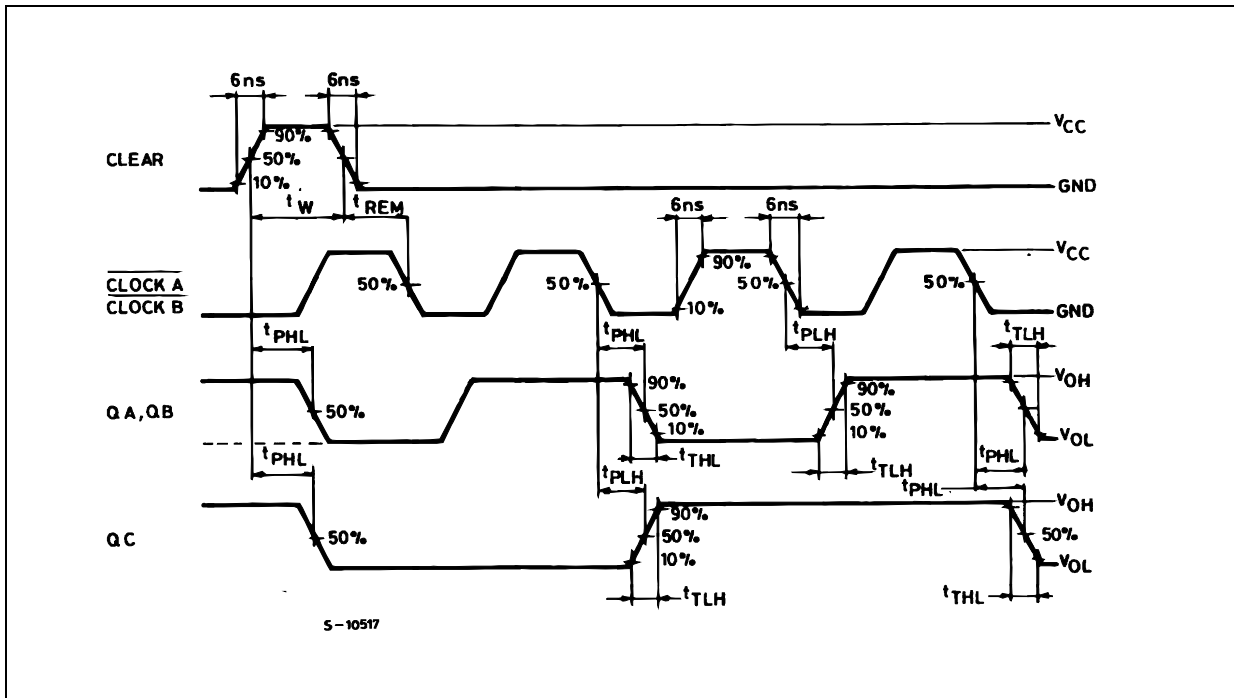 6ns 6ns
VCC
90%
CLEAR 50%
10%
GND
tW tREM
6ns 6ns
VCC
90%
CLOCK A 50% 50% 50% 50%
CLOCK B 10%
GND
tPHL tPHL tPLH tTLH
VOH
90% 90%
QA,QB 50% 50% 50%
10% 10%
VOL
tPHL tTHL tPLH tTLH tPHL
tPHL
VOH
90%
QC 50% 50% 50%
10%
VOL
tTLH tTHL
S-10517